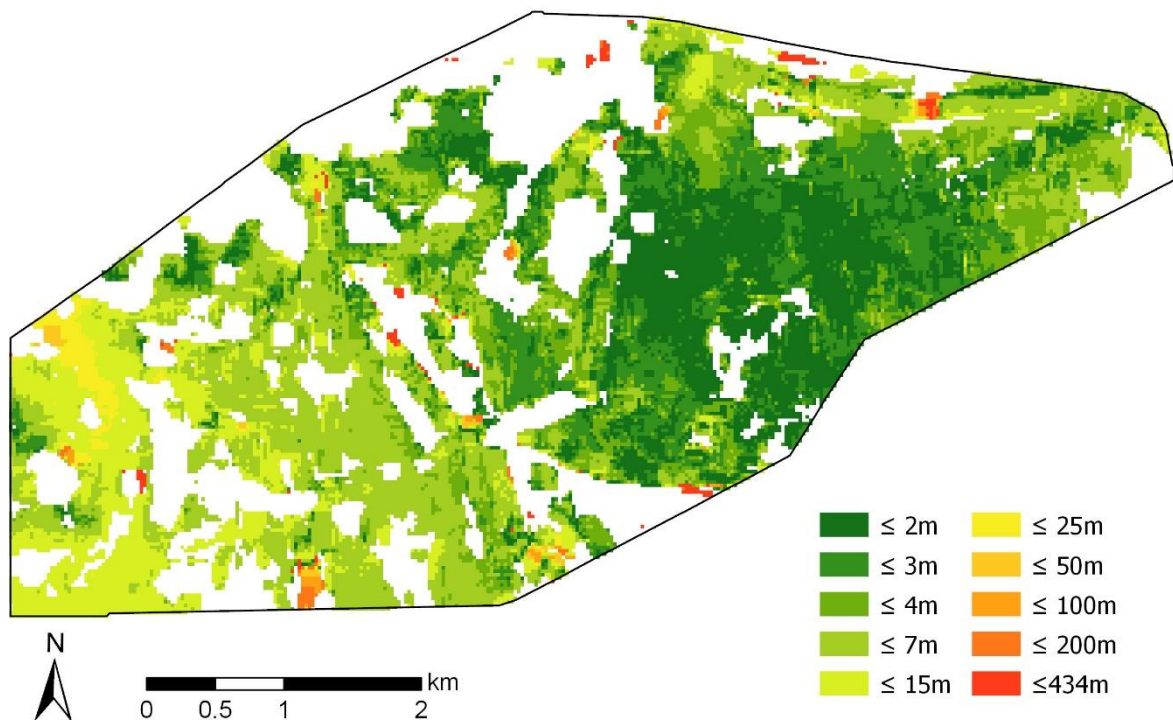 ≤ 2m ≤ 25m
≤ 3m ≤ 50m
≤ 4m ≤ 100m
≤ 7m ≤ 200m
≤ 15m ≤434m
N
km
0 0.5 1 2